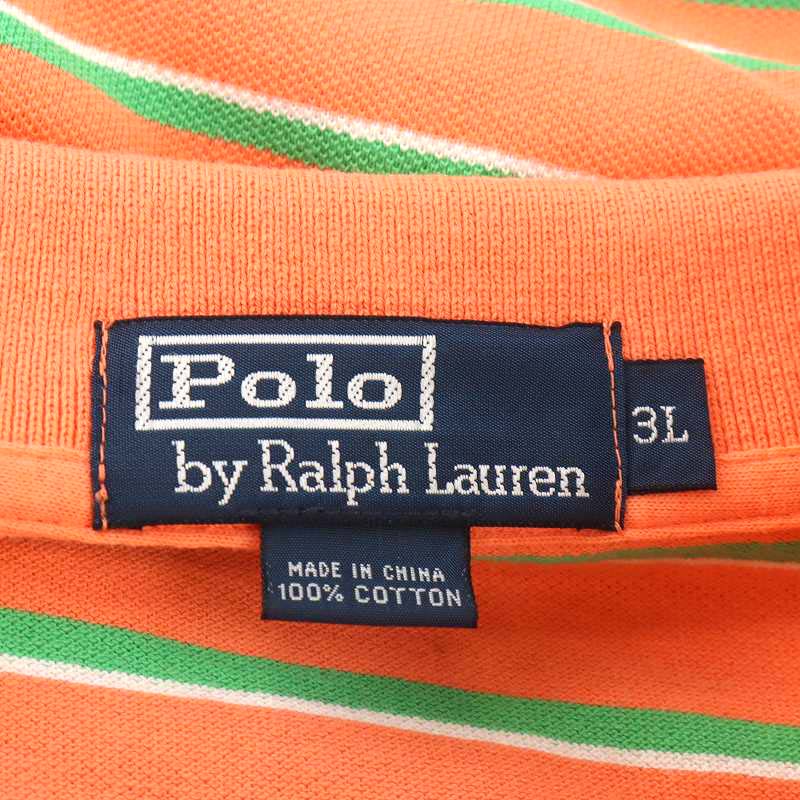 Polo
by Ralph Lauren
3L
MADE IN CHINA
100% COTTON